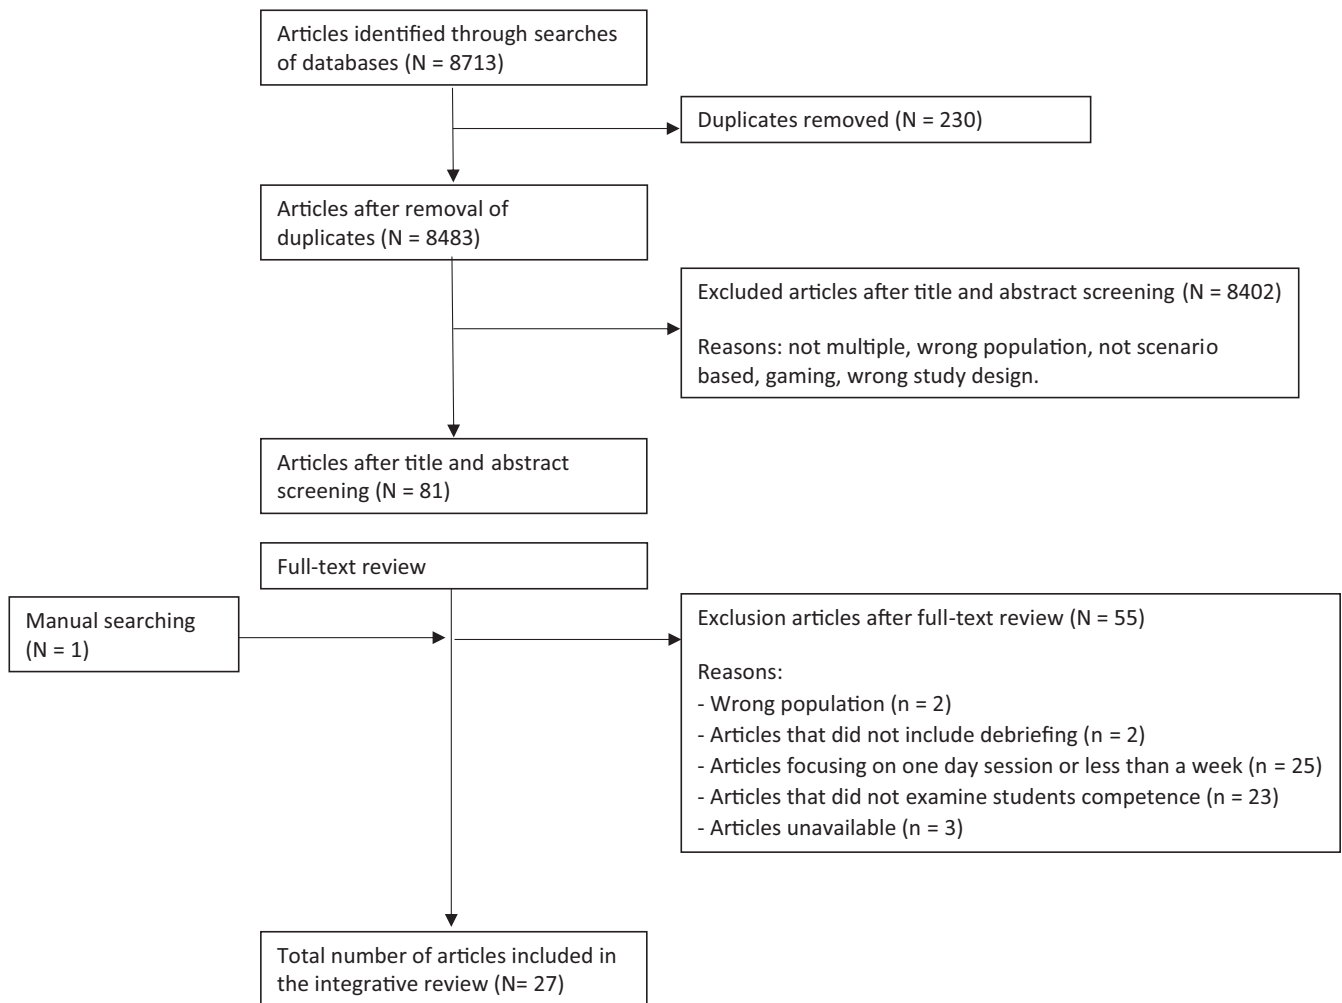 Articles identified through searches
of databases (N = 8713)
Duplicates removed (N = 230)
Articles after removal of
duplicates (N = 8483)
Excluded articles after title and abstract screening (N = 8402)
Reasons: not multiple, wrong population, not scenario
based, gaming, wrong study design.
Articles after title and abstract
screening (N = 81)
Full-text review
Manual searching
(N = 1)
Exclusion articles after full-text review (N = 55)
Reasons:
- Wrong population (n = 2)
- Articles that did not include debriefing (n = 2)
- Articles focusing on one day session or less than a week (n = 25)
- Articles that did not examine students competence (n = 23)
- Articles unavailable (n = 3)
Total number of articles included in
the integrative review (N= 27)